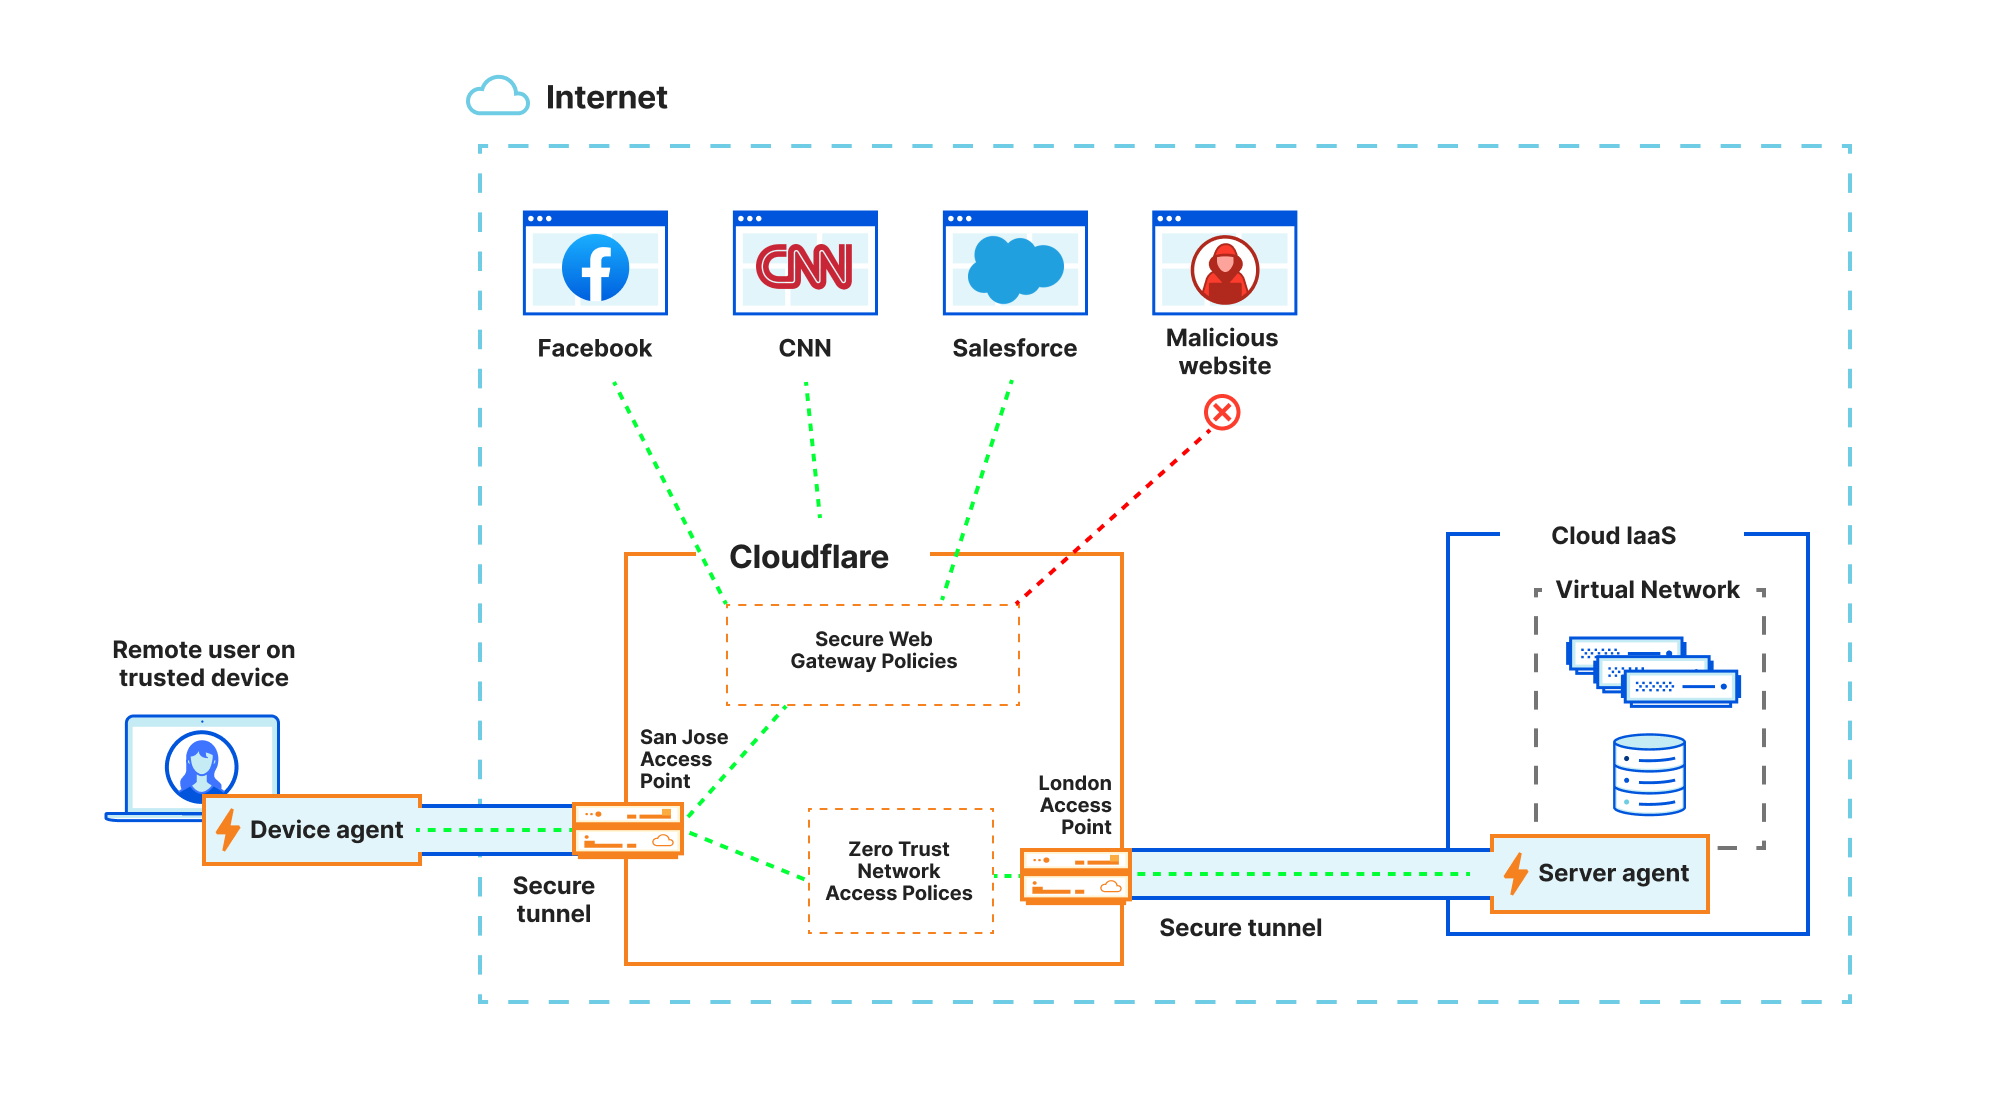 Internet
CNN
Facebook
CNN
Salesforce
Malicious
website
Cloudflare
Cloud IaaS
Virtual Network
Secure Web
Gateway Policies
Remote user on
trusted device
San Jose
Access
Point
London
Access
Point
Device agent
Zero Trust
Network
Access Polices
Server agent
Secure
tunnel
Secure tunnel